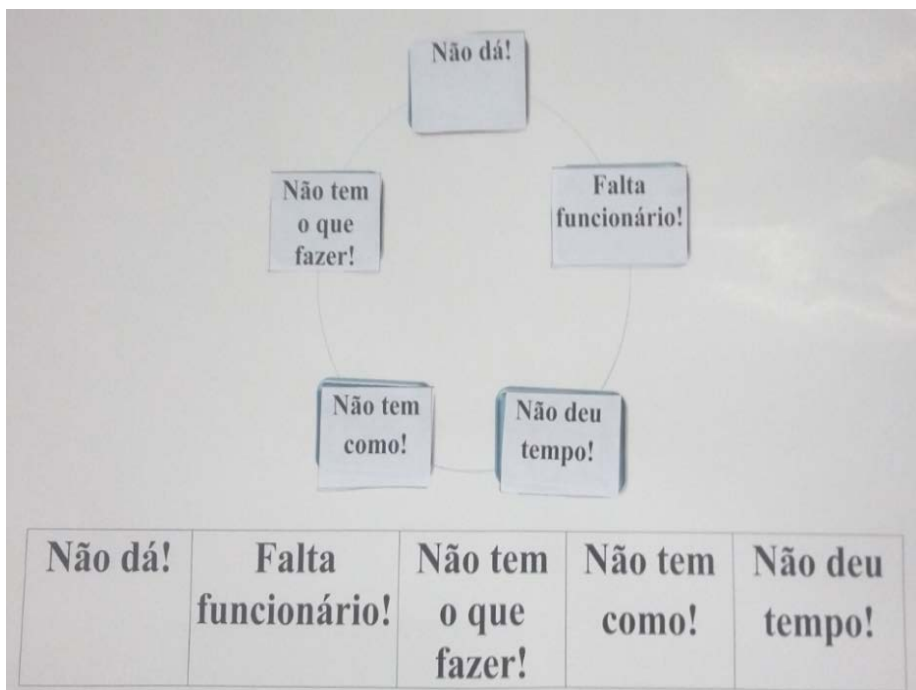 Não dá!
Falta
funcionário!
Não tem
o que
fazer!
Não tem
como!
Não deu
tempo!
Não dá!
Falta
funcionário!
Não tem
o que
fazer!
Não tem
como!
Não deu
tempo!